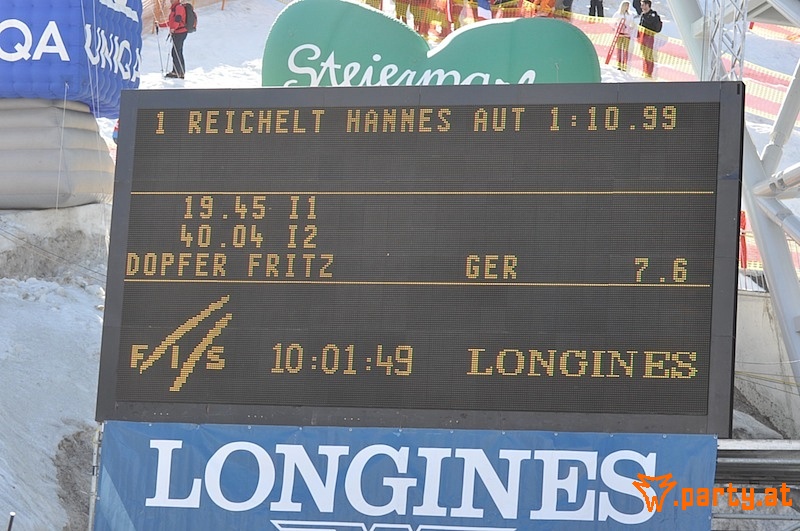 QA
UNIQA
Steiermark
1 REICHELT HANNES AUT 1:10.99
19.45 I1
40.04 I2
DOPFER FRITZ GER 7.6
FIS 10:01:49 LONGINES
LONGINES
party.at